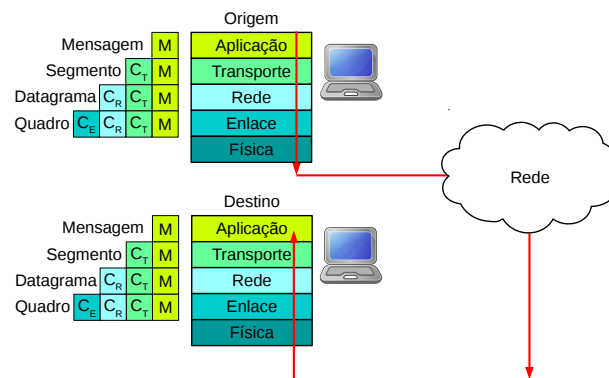 Origem
Mensagem M Aplicação
Segmento CT M Transporte
Datagrama CR CT M Rede
Quadro CE CR CT M Enlace
Física
Rede
Destino
Mensagem M Aplicação
Segmento CT M Transporte
Datagrama CR CT M Rede
Quadro CE CR CT M Enlace
Física